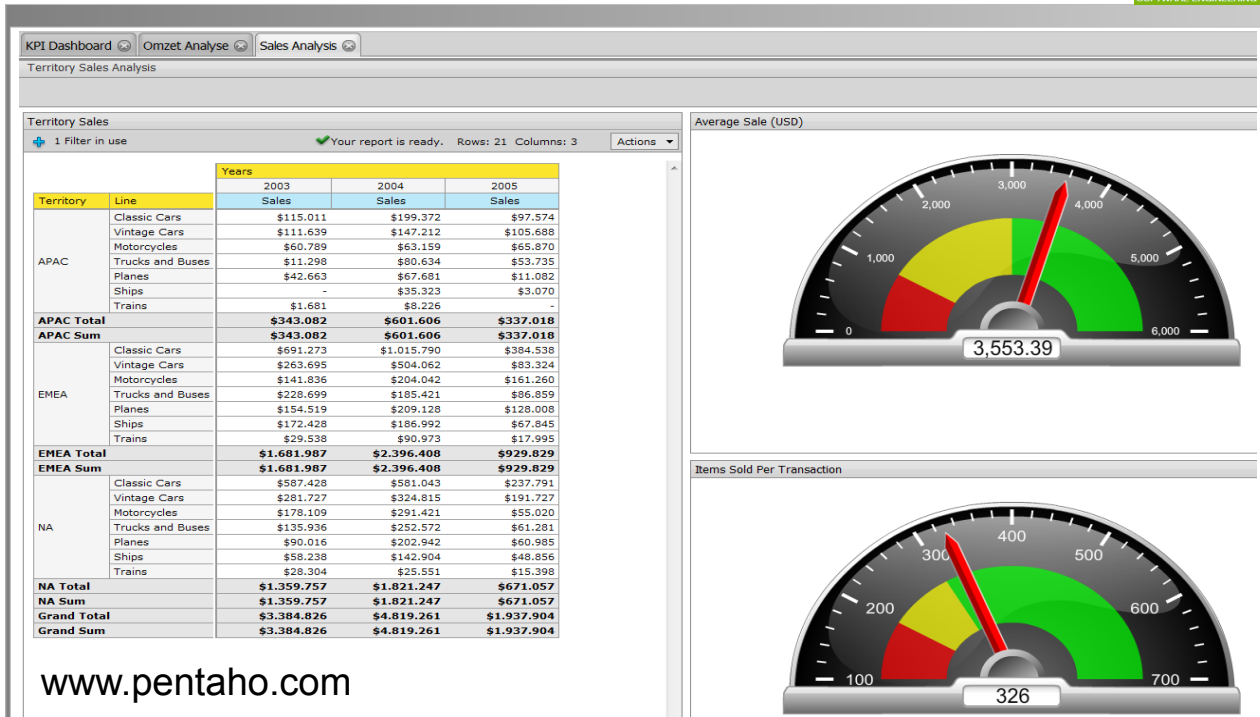 SOFTWARE ENGINEERING
KPI Dashboard Omzet Analyse Sales Analysis
Territory Sales Analysis
Territory Sales
1 Filter in use Your report is ready. Rows: 21 Columns: 3 Actions
Years
2003 2004 2005
Territory Line Sales Sales Sales
Classic Cars $115.011 $199.372 $97.574
Vintage Cars $111.639 $147.212 $105.688
Motorcycles $60.789 $63.159 $65.870
APAC Trucks and Buses $11.298 $80.634 $53.735
Planes $42.663 $67.681 $11.082
Ships - $35.323 $3.070
Trains $1.681 $8.226 -
APAC Total $343.082 $601.606 $337.018
APAC Sum $343.082 $601.606 $337.018
Classic Cars $691.273 $1.015.790 $384.538
Vintage Cars $263.695 $504.062 $83.324
Motorcycles $141.836 $204.042 $161.260
EMEA Trucks and Buses $228.699 $185.421 $86.859
Planes $154.519 $209.128 $128.008
Ships $172.428 $186.992 $67.845
Trains $29.538 $90.973 $17.995
EMEA Total $1.681.987 $2.396.408 $929.829
EMEA Sum $1.681.987 $2.396.408 $929.829
Classic Cars $587.428 $581.043 $237.791
Vintage Cars $281.727 $324.815 $191.727
Motorcycles $178.109 $291.421 $55.020
NA Trucks and Buses $135.936 $252.572 $61.281
Planes $90.016 $202.942 $60.985
Ships $58.238 $142.904 $48.856
Trains $28.304 $25.551 $15.398
NA Total $1.359.757 $1.821.247 $671.057
NA Sum $1.359.757 $1.821.247 $671.057
Grand Total $3.384.826 $4.819.261 $1.937.904
Grand Sum $3.384.826 $4.819.261 $1.937.904
www.pentaho.com
Average Sale (USD)
3,000
2,000 4,000
1,000 5,000
0 6,000
3,553.39
Items Sold Per Transaction
400
300 500
200 600
100 700
326